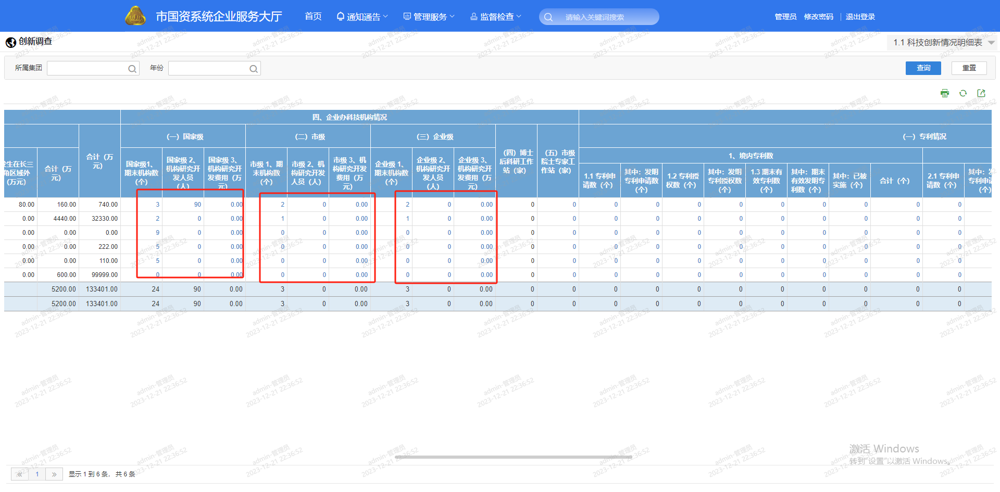 市国资系统企业服务大厅 首页 通知通告 管理服务 监督检查 请输入关键词搜索 管理员 修改密码 退出登录
创新调查 1.1 科技创新情况明细表
所属集团 年份 查询 重置
四、企业办科技机构情况
（一）国家级 （二）市级 （三）企业级 （一）专利情况
合计（万元） （四）博士后科研工作站（家） （五）市级院士专家工作站（家） 1、境内专利数
发生在长三角区域外(万元) 合计（万元） 国家级1、期末机构数（个） 国家级 2、机构研究开发人员（人） 国家级 3、机构研究开发费用（万元） 市级 1、期末机构数（个） 市级 2、机构研究开发人员（人） 市级 3、机构研究开发费用（万元） 企业级 1、期末机构数（个） 企业级 2、机构研究开发人员（人） 企业级 3、机构研究开发费用（万元） 1.1 专利申请数（个） 其中：发明专利申请数（个） 1.2 专利授权数（个） 其中：发明专利授权数（个） 1.3 期末有效专利数（个） 其中：期末有效发明专利数（个） 其中：已被实施（个） 合计（个） 2.1 专利申请数（个） 其中：发专利申请（个）
80.00 160.00 740.00 3 90 0.00 2 0 0.00 2 0 0.00 0 0 0 0 0 0 0 0 0 0 0
0.00 4440.00 32330.00 2 0 0.00 1 0 0.00 1 0 0.00 0 0 0 0 0 0 0 0 0 0 0
0.00 0.00 0.00 9 0 0.00 0 0 0.00 0 0 0.00 0 0 0 0 0 0 0 0 0 0 0
0.00 0.00 222.00 5 0 0.00 0 0 0.00 0 0 0.00 0 0 0 0 0 0 0 0 0 0 0
0.00 0.00 110.00 5 0 0.00 0 0 0.00 0 0 0.00 0 0 0 0 0 0 0 0 0 0 0
0.00 600.00 99999.00 0 0 0.00 0 0 0.00 0 0 0.00 0 0 0 0 0 0 0 0 0 0 0
5200.00 133401.00 24 90 0.00 3 0 0.00 3 0 0.00 0 0 0 0 0 0 0 0 0 0 0
5200.00 133401.00 24 90 0.00 3 0 0.00 3 0 0.00 0 0 0 0 0 0 0 0 0 0 0
admin-管理员
2023-12-21 22:36:52
激活 Windows
转到“设置”以激活 Windows。
« 1 » 显示 1 到 6 条， 共 6 条